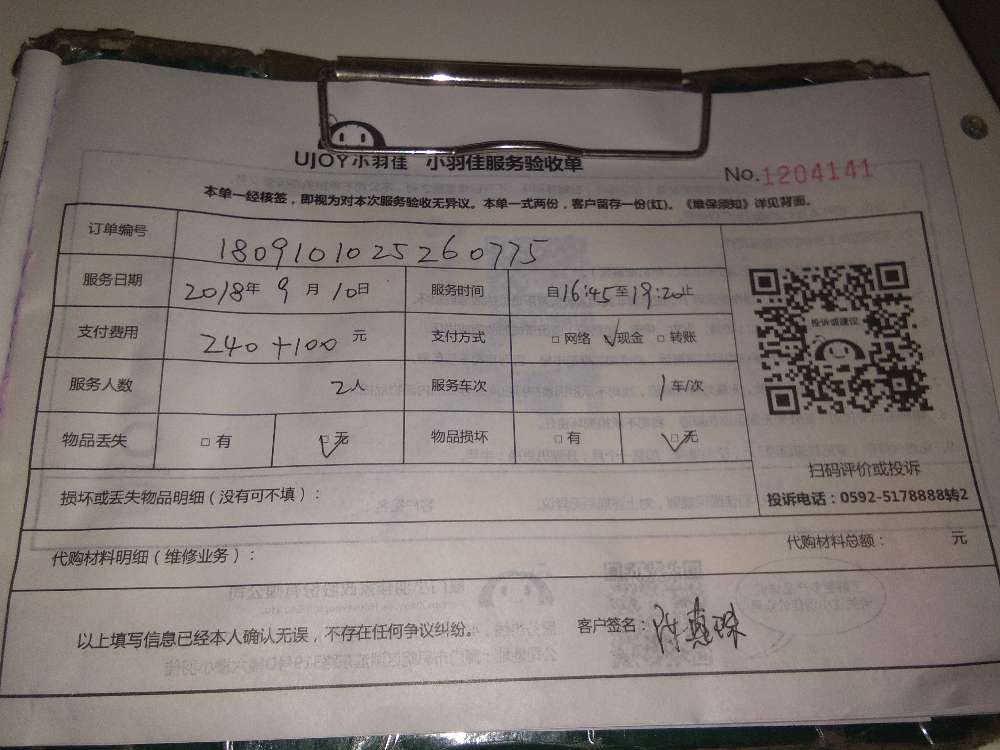 UJOY小羽佳 小羽佳服务验收单
No.1204141
本单一经核签，即视为对本次服务验收无异议。本单一式两份，客户留存一份(红)。《维保须知》详见背面。
订单编号 1809101025260775
服务日期 2018年 9 月 10日 服务时间 自16:45至19:20止
支付费用 240+100 元 支付方式 □网络 ✓现金 □转账
服务人数 2人 服务车次 1车/次
物品丢失 □有 ☑无 物品损坏 □有 ☑无
投诉或建议
扫码评价或投诉
投诉电话：0592-5178888转2
损坏或丢失物品明细（没有可不填）：
代购材料明细（维修业务）： 代购材料总额： 元
以上填写信息已经本人确认无误，不存在任何争议纠纷。 客户签名：陈惠珠